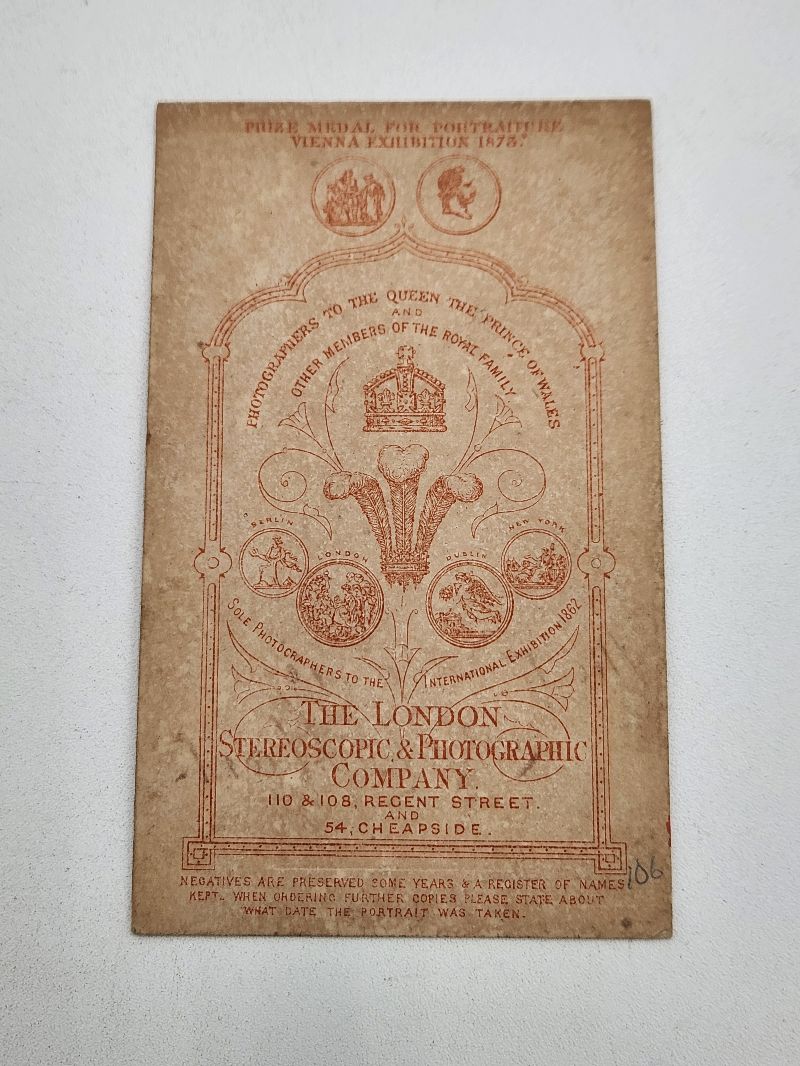 PRIZE MEDAL FOR PORTRAITURE
VIENNA EXHIBITION 1873.
PHOTOGRAPHERS TO THE QUEEN THE PRINCE OF WALES
AND
OTHER MEMBERS OF THE ROYAL FAMILY
BERLIN
LONDON
DUBLIN
NEW YORK
SOLE PHOTOGRAPHERS TO THE INTERNATIONAL EXHIBITION 1862
THE LONDON
STEREOSCOPIC & PHOTOGRAPHIC
COMPANY.
110 & 108, REGENT STREET.
AND
54, CHEAPSIDE.
NEGATIVES ARE PRESERVED SOME YEARS & A REGISTER OF NAMES
KEPT. WHEN ORDERING FURTHER COPIES PLEASE STATE ABOUT
WHAT DATE THE PORTRAIT WAS TAKEN.
106